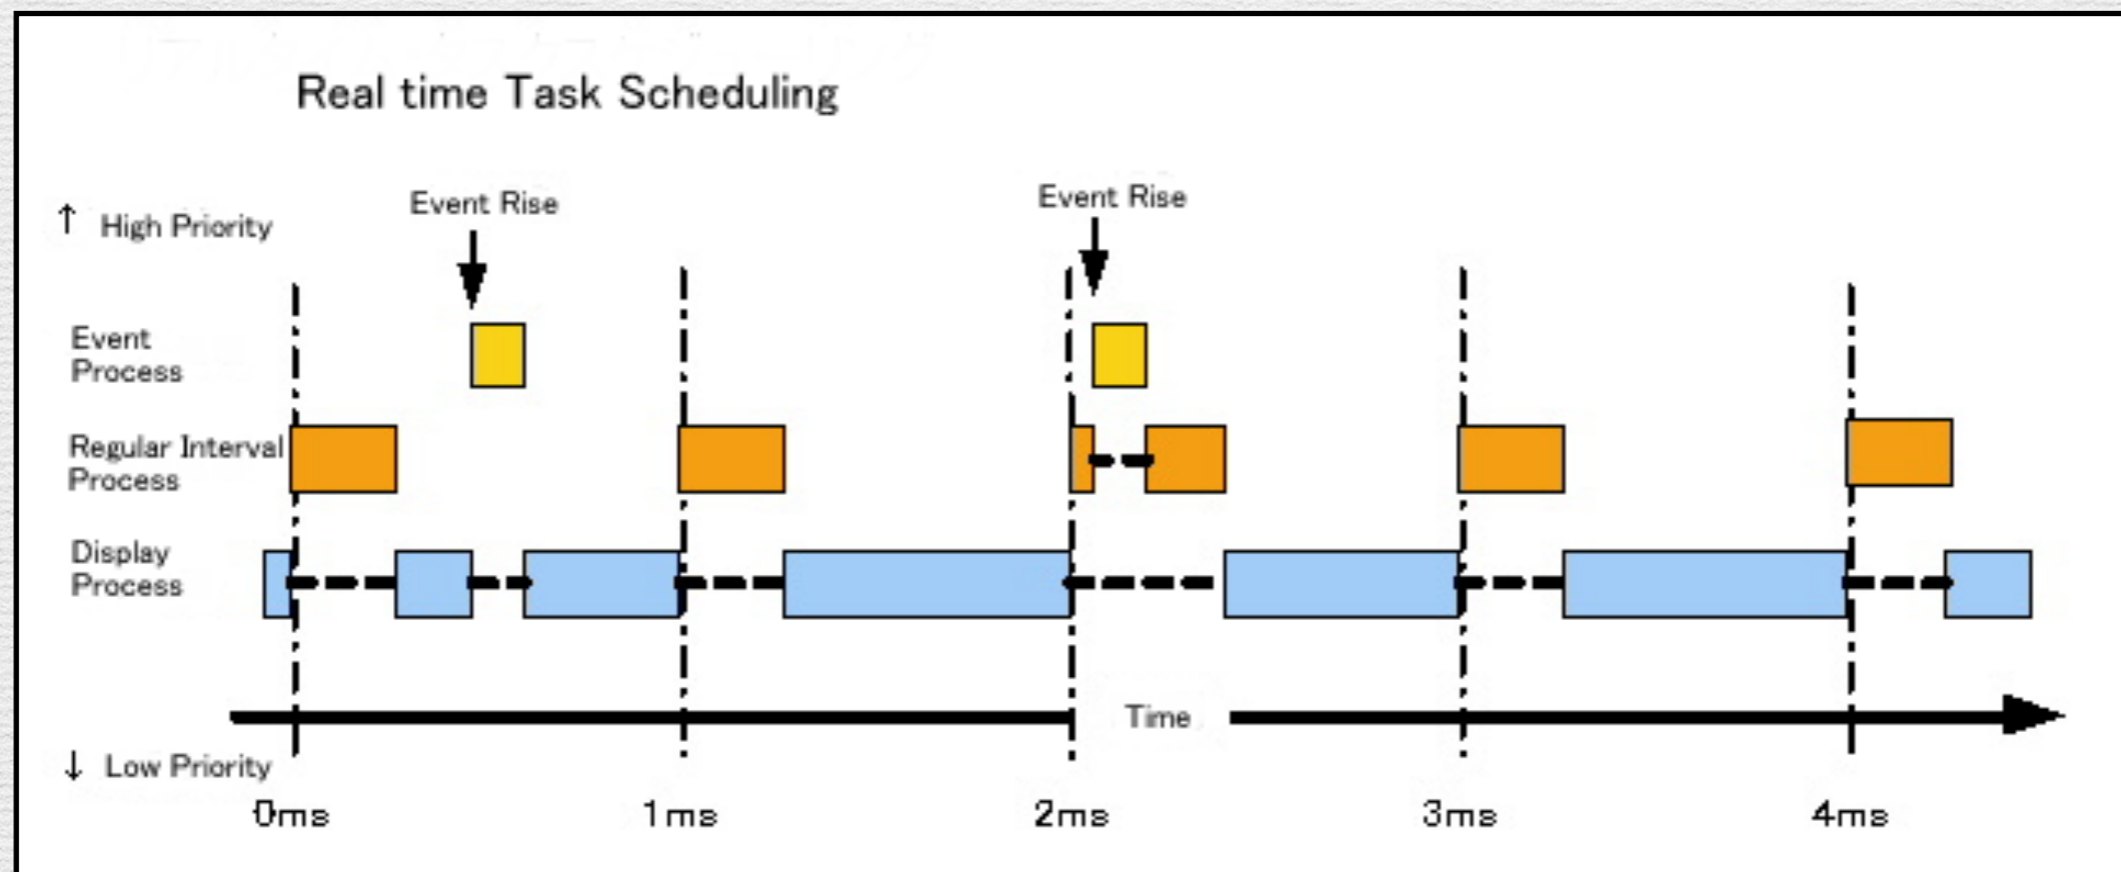 Real time Task Scheduling
Event Rise
Event Rise
↑ High Priority
Event
Process
Regular Interval
Process
Display
Process
Time
↓ Low Priority
0ms 1ms 2ms 3ms 4ms